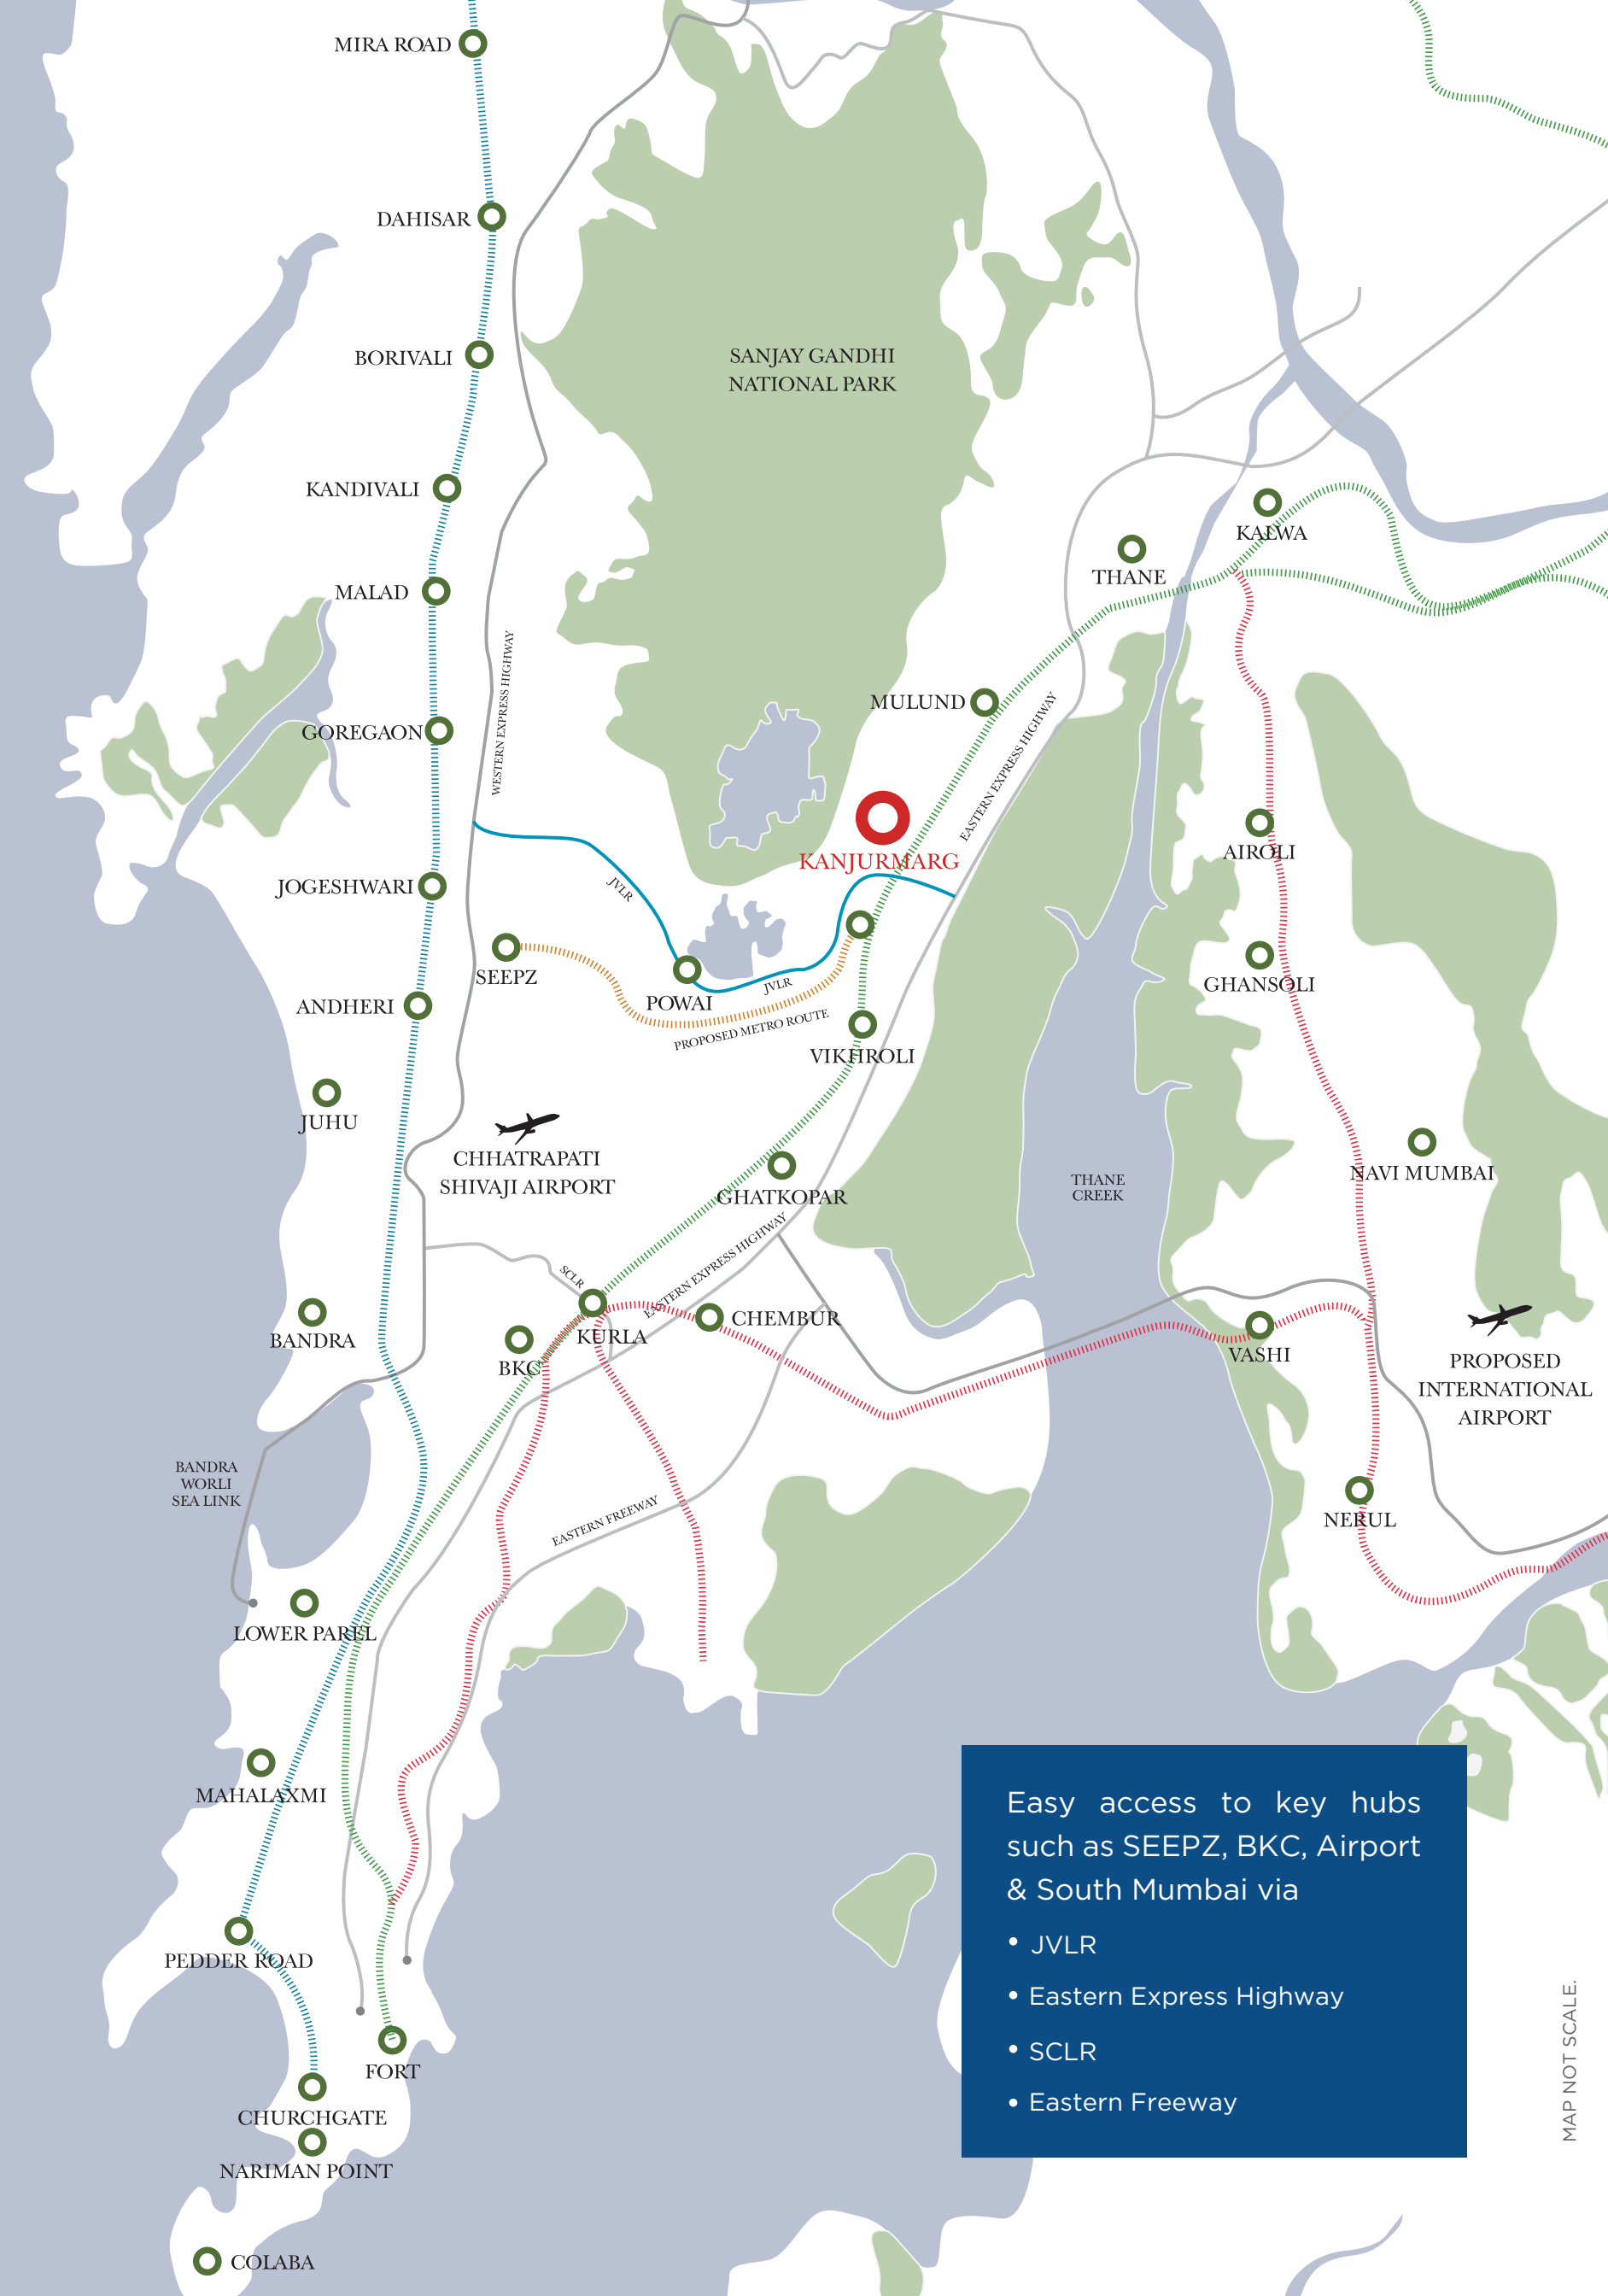 MIRA ROAD
DAHISAR
BORIVALI
SANJAY GANDHI
NATIONAL PARK
KANDIVALI
KALWA
THANE
MALAD
WESTERN EXPRESS HIGHWAY
MULUND
GOREGAON
EASTERN EXPRESS HIGHWAY
KANJURMARG
AIROLI
JOGESHWARI
JVLR
SEEPZ
GHANSOLI
POWAI
JVLR
ANDHERI
PROPOSED METRO ROUTE
VIKHROLI
JUHU
CHHATRAPATI
SHIVAJI AIRPORT
THANE
CREEK
NAVI MUMBAI
GHATKOPAR
EASTERN EXPRESS HIGHWAY
SCLR
CHEMBUR
BANDRA
KURLA
BKC
VASHI
PROPOSED
INTERNATIONAL
AIRPORT
BANDRA
WORLI
SEA LINK
EASTERN FREEWAY
NERUL
LOWER PAREL
MAHALAXMI
PEDDER ROAD
FORT
CHURCHGATE
NARIMAN POINT
COLABA
Easy access to key hubs
such as SEEPZ, BKC, Airport
& South Mumbai via
• JVLR
• Eastern Express Highway
• SCLR
• Eastern Freeway
MAP NOT SCALE.